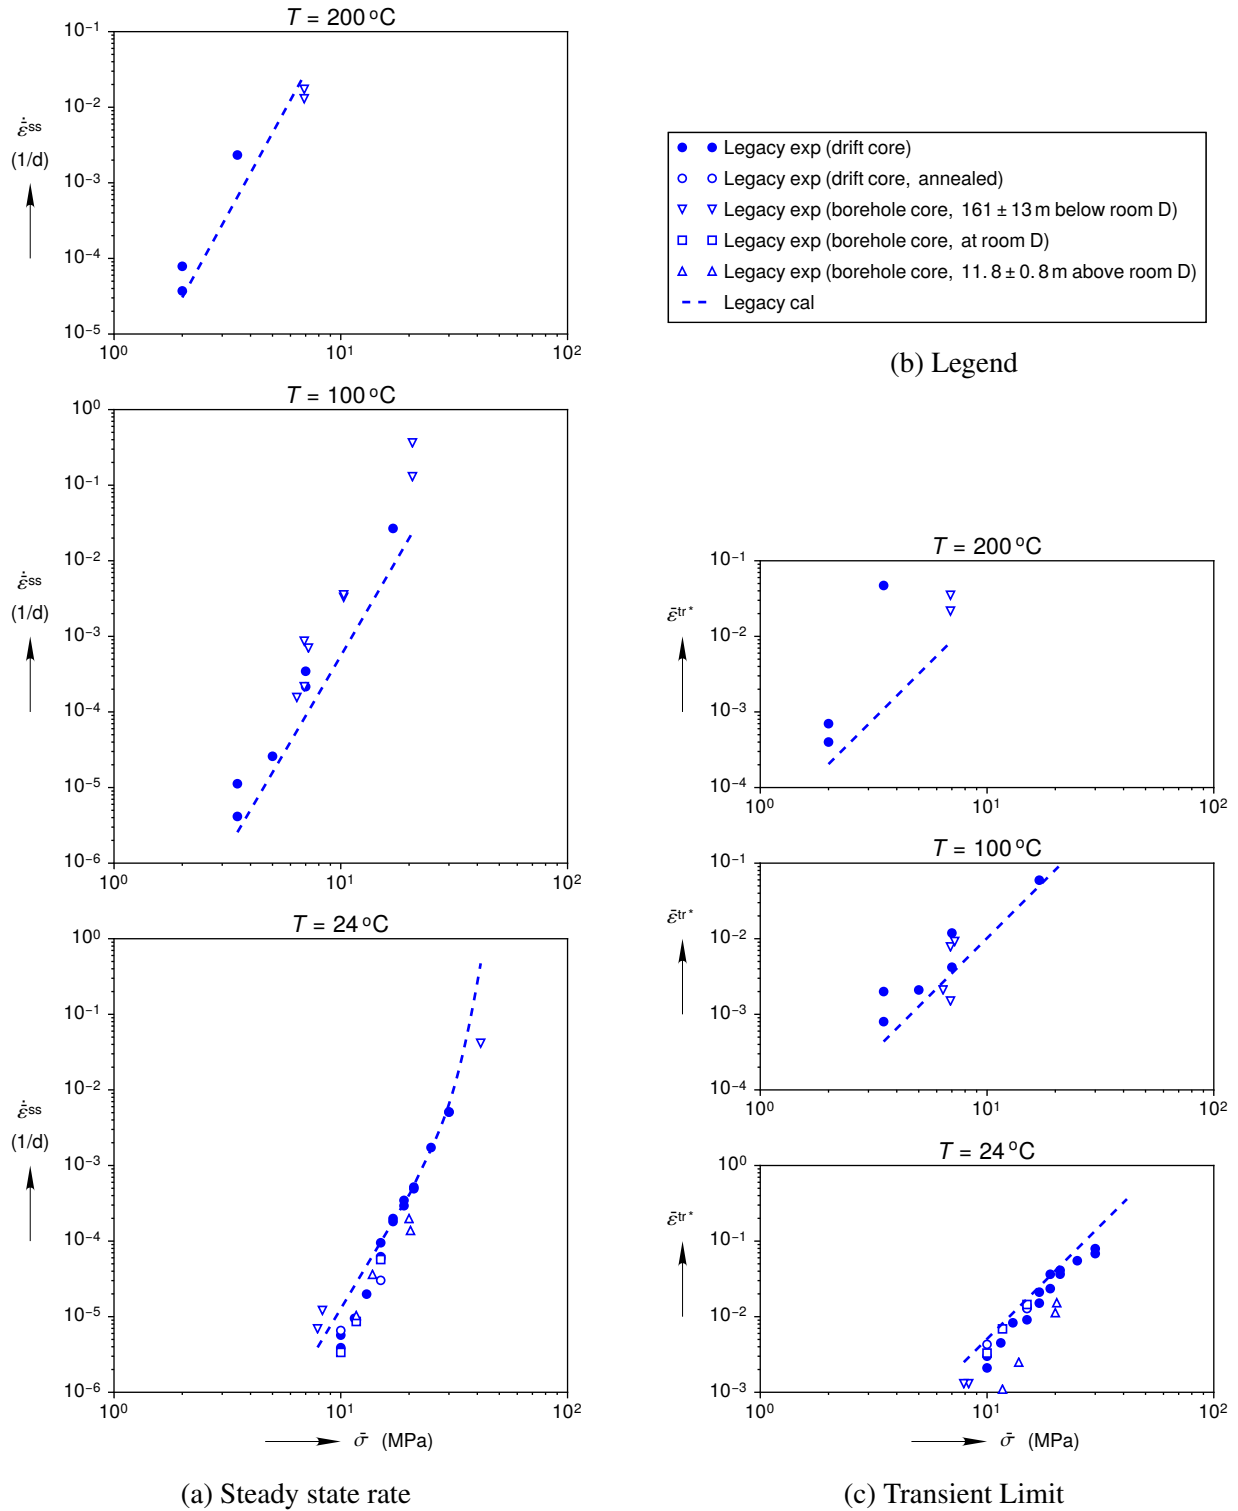 T = 200 °C
10⁻¹
10⁻²
10⁻³
10⁻⁴
10⁻⁵
10⁰ 10¹ 10²
ε̄̇ˢˢ
(1/d)
T = 100 °C
10⁰
10⁻¹
10⁻²
10⁻³
10⁻⁴
10⁻⁵
10⁻⁶
10⁰ 10¹ 10²
ε̄̇ˢˢ
(1/d)
T = 24 °C
10⁰
10⁻¹
10⁻²
10⁻³
10⁻⁴
10⁻⁵
10⁻⁶
10⁰ 10¹ 10²
ε̄̇ˢˢ
(1/d)
σ̄ (MPa)
(a) Steady state rate
Legacy exp (drift core)
Legacy exp (drift core, annealed)
Legacy exp (borehole core, 161 ± 13 m below room D)
Legacy exp (borehole core, at room D)
Legacy exp (borehole core, 11.8 ± 0.8 m above room D)
Legacy cal
(b) Legend
T = 200 °C
10⁻¹
10⁻²
10⁻³
10⁻⁴
10⁰ 10¹ 10²
ε̄ᵗʳ*
T = 100 °C
10⁻¹
10⁻²
10⁻³
10⁻⁴
10⁰ 10¹ 10²
ε̄ᵗʳ*
T = 24 °C
10⁰
10⁻¹
10⁻²
10⁻³
10⁰ 10¹ 10²
ε̄ᵗʳ*
σ̄ (MPa)
(c) Transient Limit